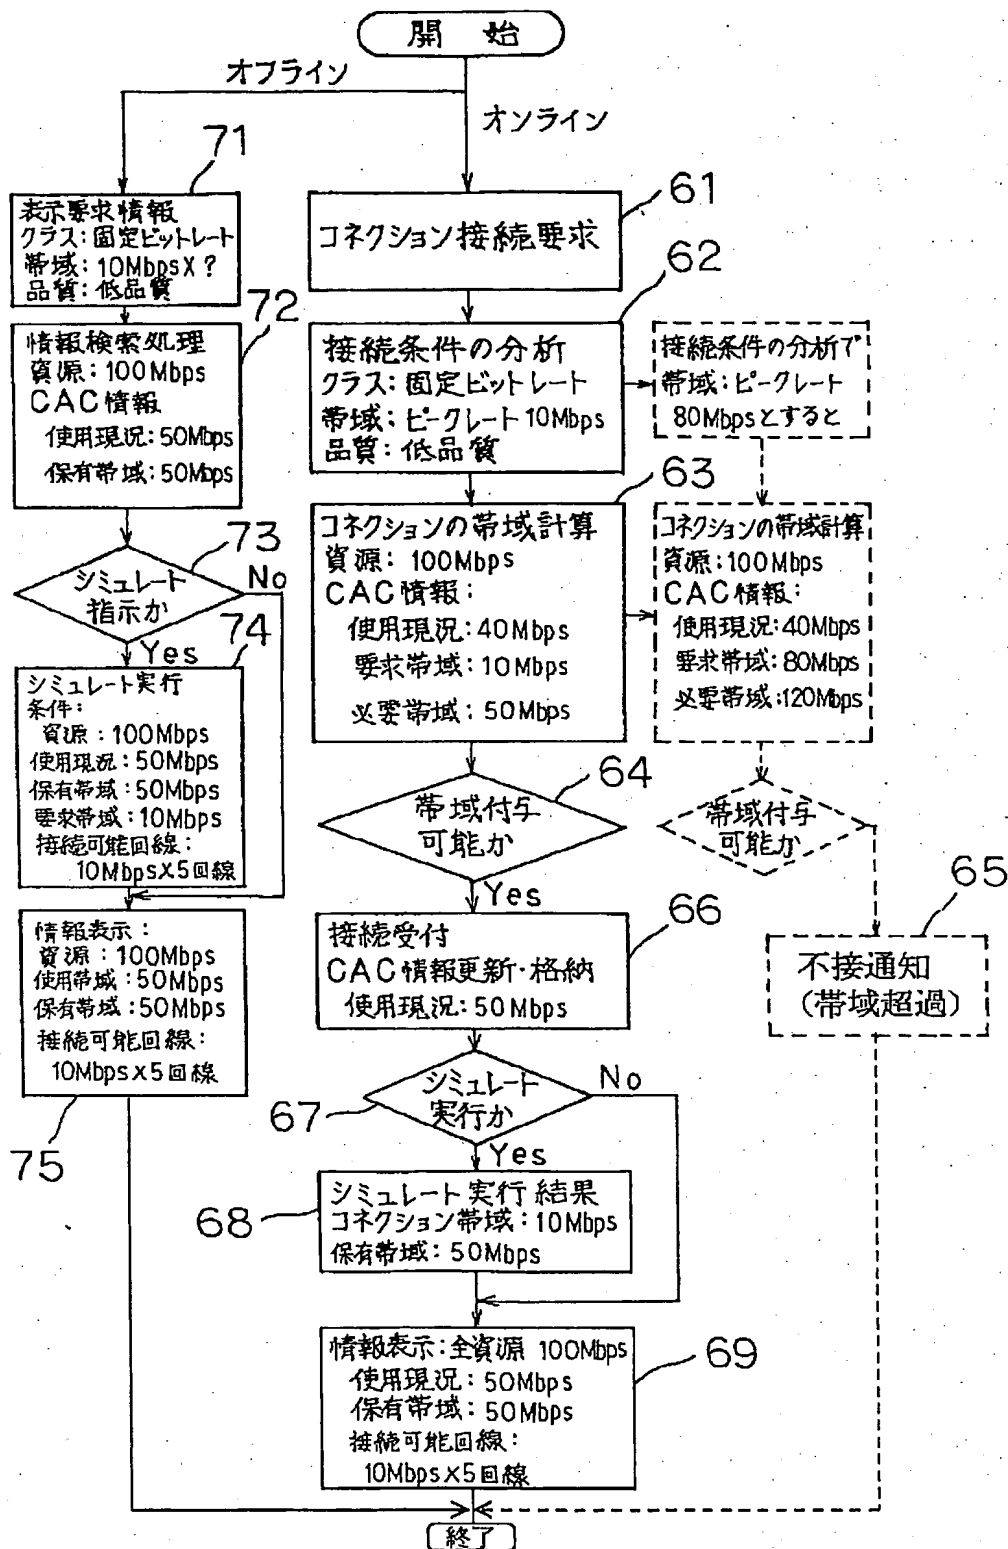 開 始
オフライン
オンライン
71
表示要求情報
クラス:固定ビットレート
帯域:10Mbps×?
品質:低品質
72
情報検索処理
資源:100Mbps
CAC情報
使用現況:50Mbps
保有帯域:50Mbps
73
シミュレート
指示か
No
Yes
74
シミュレート実行
条件:
資源:100Mbps
使用現況:50Mbps
保有帯域:50Mbps
要求帯域:10Mbps
接続可能回線:
10Mbps×5回線
情報表示:
資源:100Mbps
使用帯域:50Mbps
保有帯域:50Mbps
接続可能回線:
10Mbps×5回線
75
61
コネクション接続要求
62
接続条件の分析
クラス:固定ビットレート
帯域:ピークレート10Mbps
品質:低品質
63
コネクションの帯域計算
資源:100Mbps
CAC情報:
使用現況:40Mbps
要求帯域:10Mbps
必要帯域:50Mbps
64
帯域付与
可能か
Yes
66
接続受付
CAC情報更新・格納
使用現況:50Mbps
67
シミュレート
実行か
No
Yes
68
シミュレート実行結果
コネクション帯域:10Mbps
保有帯域:50Mbps
69
情報表示:全資源 100Mbps
使用現況:50Mbps
保有帯域:50Mbps
接続可能回線:
10Mbps×5回線
接続条件の分析で
帯域:ピークレート
80Mbpsとすると
コネクションの帯域計算
資源:100Mbps
CAC情報:
使用現況:40Mbps
要求帯域:80Mbps
必要帯域:120Mbps
帯域付与
可能か
65
不接通知
(帯域超過)
終了